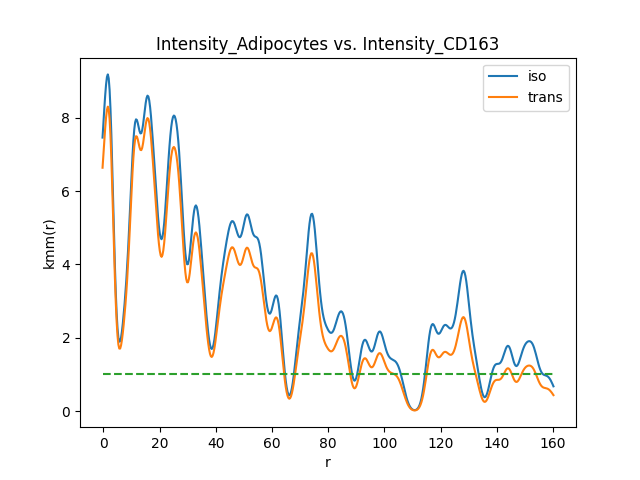 Intensity_Adipocytes vs. Intensity_CD163
iso
trans
kmm(r)
8
6
4
2
0
0 20 40 60 80 100 120 140 160
r